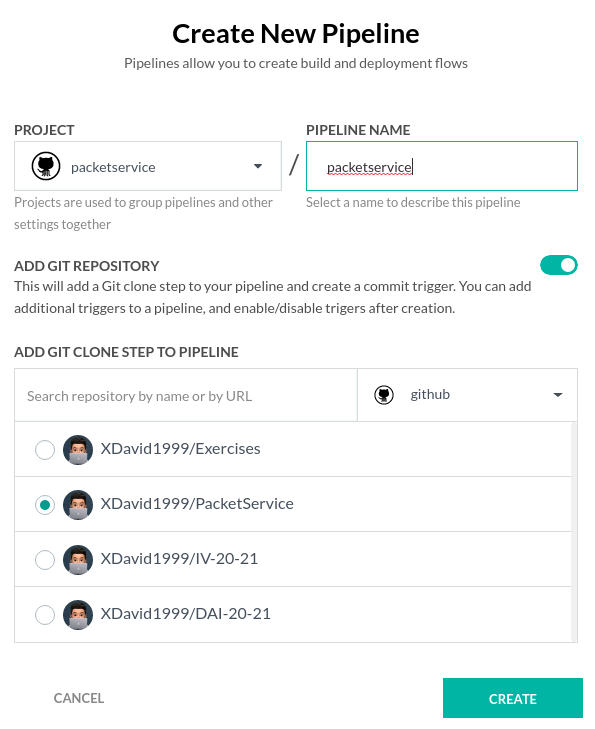 Create New Pipeline
Pipelines allow you to create build and deployment flows
PROJECT
packetservice
Projects are used to group pipelines and other
settings together
/
PIPELINE NAME
packetservice
Select a name to describe this pipeline
ADD GIT REPOSITORY
This will add a Git clone step to your pipeline and create a commit trigger. You can add
additional triggers to a pipeline, and enable/disable trigers after creation.
ADD GIT CLONE STEP TO PIPELINE
Search repository by name or by URL
github
XDavid1999/Exercises
XDavid1999/PacketService
XDavid1999/IV-20-21
XDavid1999/DAI-20-21
CANCEL
CREATE